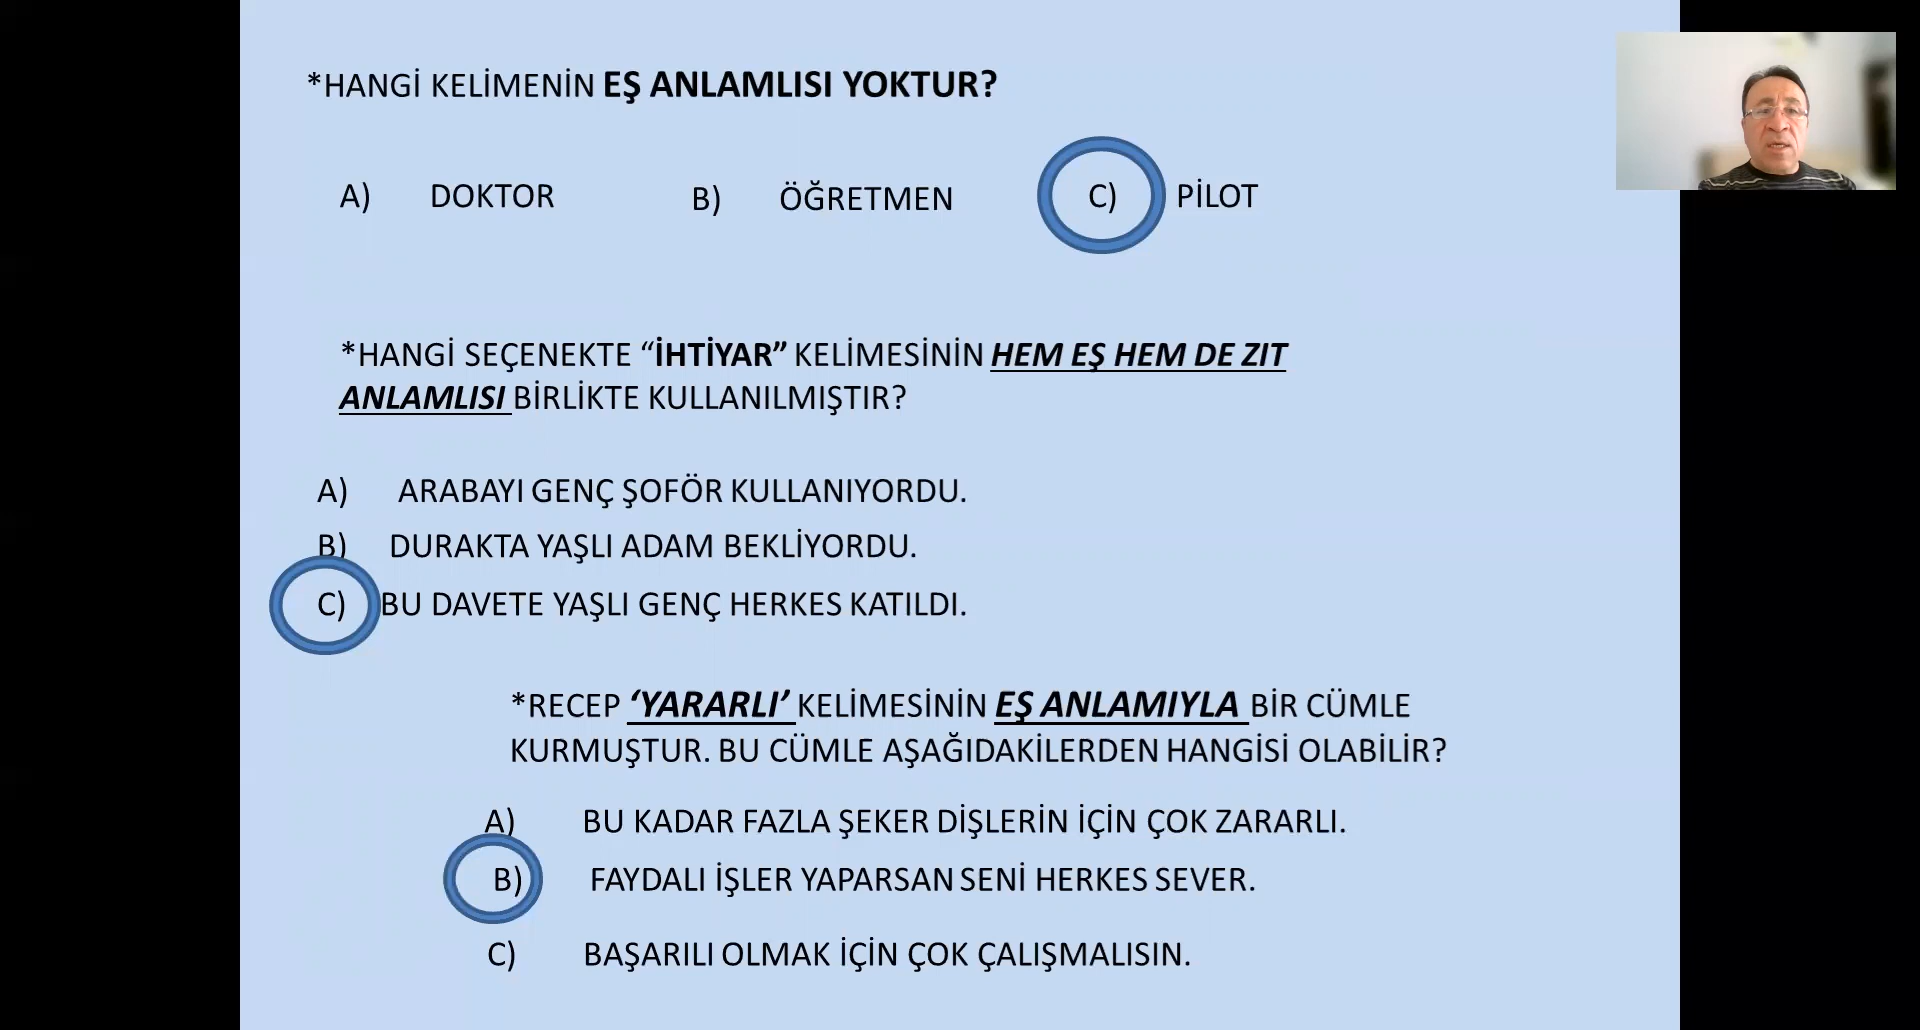 *HANGİ KELİMENİN EŞ ANLAMLISI YOKTUR?
A) DOKTOR B) ÖĞRETMEN C) PİLOT
*HANGİ SEÇENEKTE “İHTİYAR” KELİMESİNİN HEM EŞ HEM DE ZIT
ANLAMLISI BİRLİKTE KULLANILMIŞTIR?
A) ARABAYI GENÇ ŞOFÖR KULLANIYORDU.
B) DURAKTA YAŞLI ADAM BEKLİYORDU.
C) BU DAVETE YAŞLI GENÇ HERKES KATILDI.
*RECEP ‘YARARLI’ KELİMESİNİN EŞ ANLAMIYLA BİR CÜMLE
KURMUŞTUR. BU CÜMLE AŞAĞIDAKİLERDEN HANGİSİ OLABİLİR?
A) BU KADAR FAZLA ŞEKER DİŞLERİN İÇİN ÇOK ZARARLI.
B) FAYDALI İŞLER YAPARSAN SENİ HERKES SEVER.
C) BAŞARILI OLMAK İÇİN ÇOK ÇALIŞMALISIN.